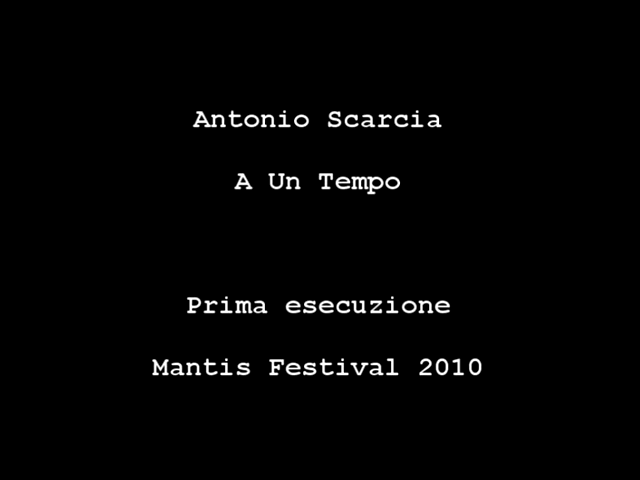 Antonio Scarcia
A Un Tempo
Prima esecuzione
Mantis Festival 2010